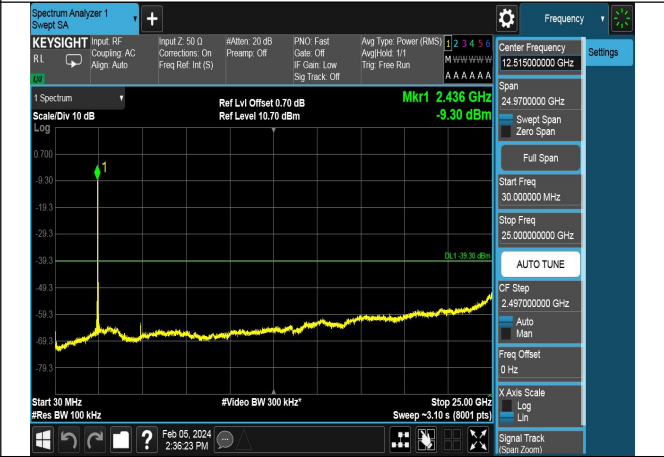 Spectrum Analyzer 1
Swept SA
Frequency
KEYSIGHT
RL
Input: RF
Coupling: AC
Align: Auto
Input Z: 50 Ω
Corrections: On
Freq Ref: Int (S)
#Atten: 20 dB
Preamp: Off
PNO: Fast
Gate: Off
IF Gain: Low
Sig Track: Off
Avg Type: Power (RMS)
Avg|Hold: 1/1
Trig: Free Run
1 2 3 4 5 6
M W W W W W
A A A A A A
1 Spectrum
Scale/Div 10 dB
Ref Lvl Offset 0.70 dB
Ref Level 10.70 dBm
Mkr1 2.436 GHz
-9.30 dBm
Log
0.700
-9.30
-19.3
-29.3
-39.3
-49.3
-59.3
-69.3
-79.3
1
DL1 -39.30 dBm
Start 30 MHz
#Res BW 100 kHz
#Video BW 300 kHz*
Stop 25.00 GHz
Sweep ~3.10 s (8001 pts)
Center Frequency
12.515000000 GHz
Settings
Span
24.9700000 GHz
Swept Span
Zero Span
Full Span
Start Freq
30.000000 MHz
Stop Freq
25.000000000 GHz
AUTO TUNE
CF Step
2.497000000 GHz
Auto
Man
Freq Offset
0 Hz
X Axis Scale
Log
Lin
Signal Track
(Span Zoom)
?
Feb 05, 2024
2:36:23 PM